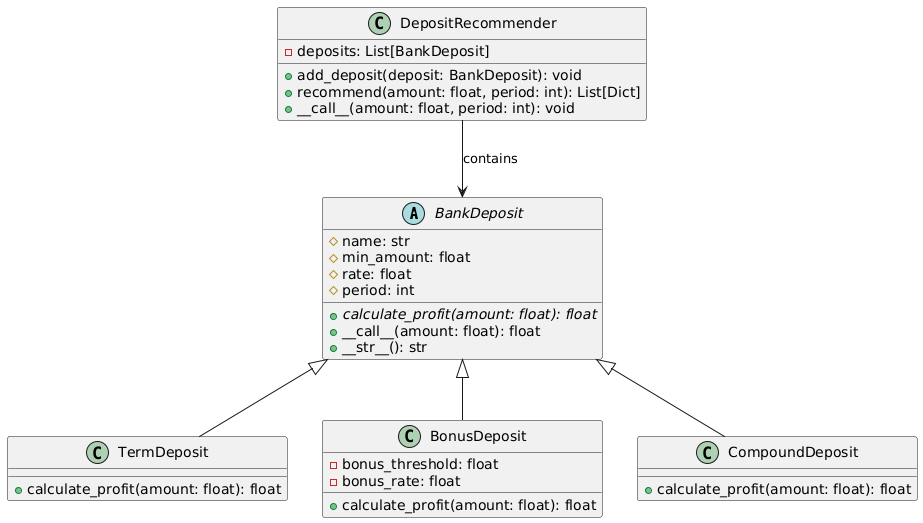 C DepositRecommender
deposits: List[BankDeposit]
add_deposit(deposit: BankDeposit): void
recommend(amount: float, period: int): List[Dict]
__call__(amount: float, period: int): void
contains
A BankDeposit
name: str
min_amount: float
rate: float
period: int
calculate_profit(amount: float): float
__call__(amount: float): float
__str__(): str
C TermDeposit
calculate_profit(amount: float): float
C BonusDeposit
bonus_threshold: float
bonus_rate: float
calculate_profit(amount: float): float
C CompoundDeposit
calculate_profit(amount: float): float